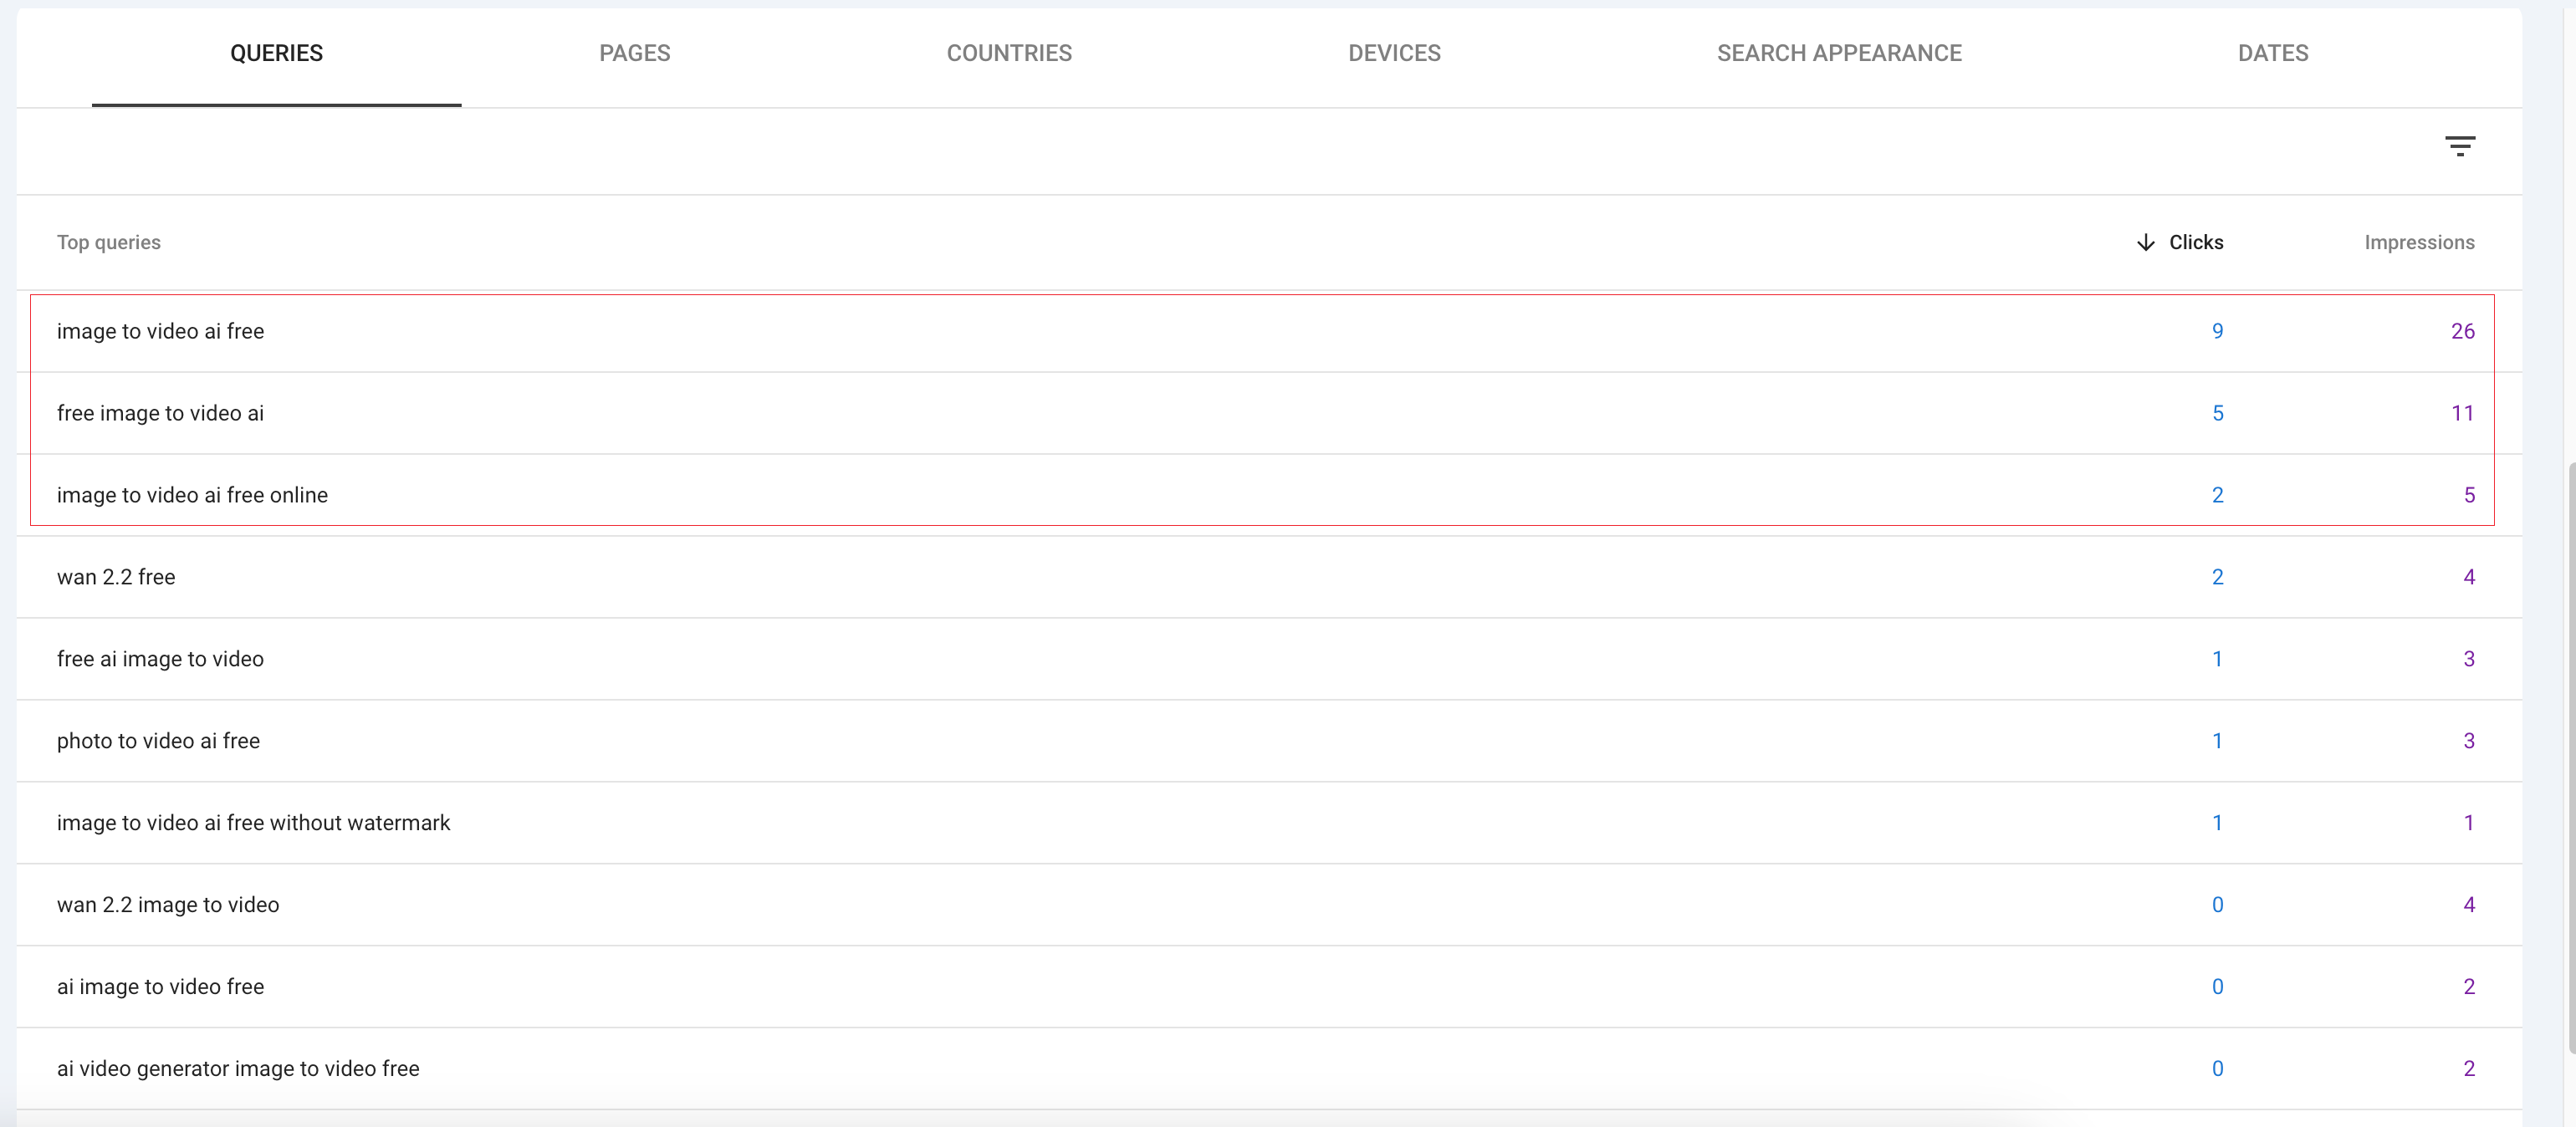 QUERIES PAGES COUNTRIES DEVICES SEARCH APPEARANCE DATES
Top queries Clicks Impressions
image to video ai free 9 26
free image to video ai 5 11
image to video ai free online 2 5
wan 2.2 free 2 4
free ai image to video 1 3
photo to video ai free 1 3
image to video ai free without watermark 1 1
wan 2.2 image to video 0 4
ai image to video free 0 2
ai video generator image to video free 0 2